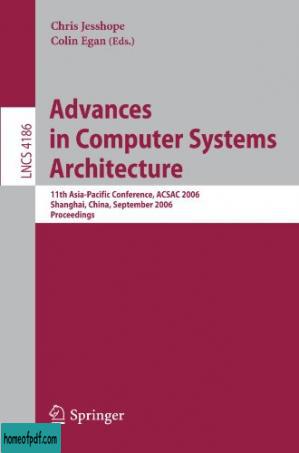 Chris Jesshope
Colin Egan (Eds.)
LNCS 4186
Advances
in Computer Systems
Architecture
11th Asia-Pacific Conference, ACSAC 2006
Shanghai, China, September 2006
Proceedings
Springer
homeofpdf.com